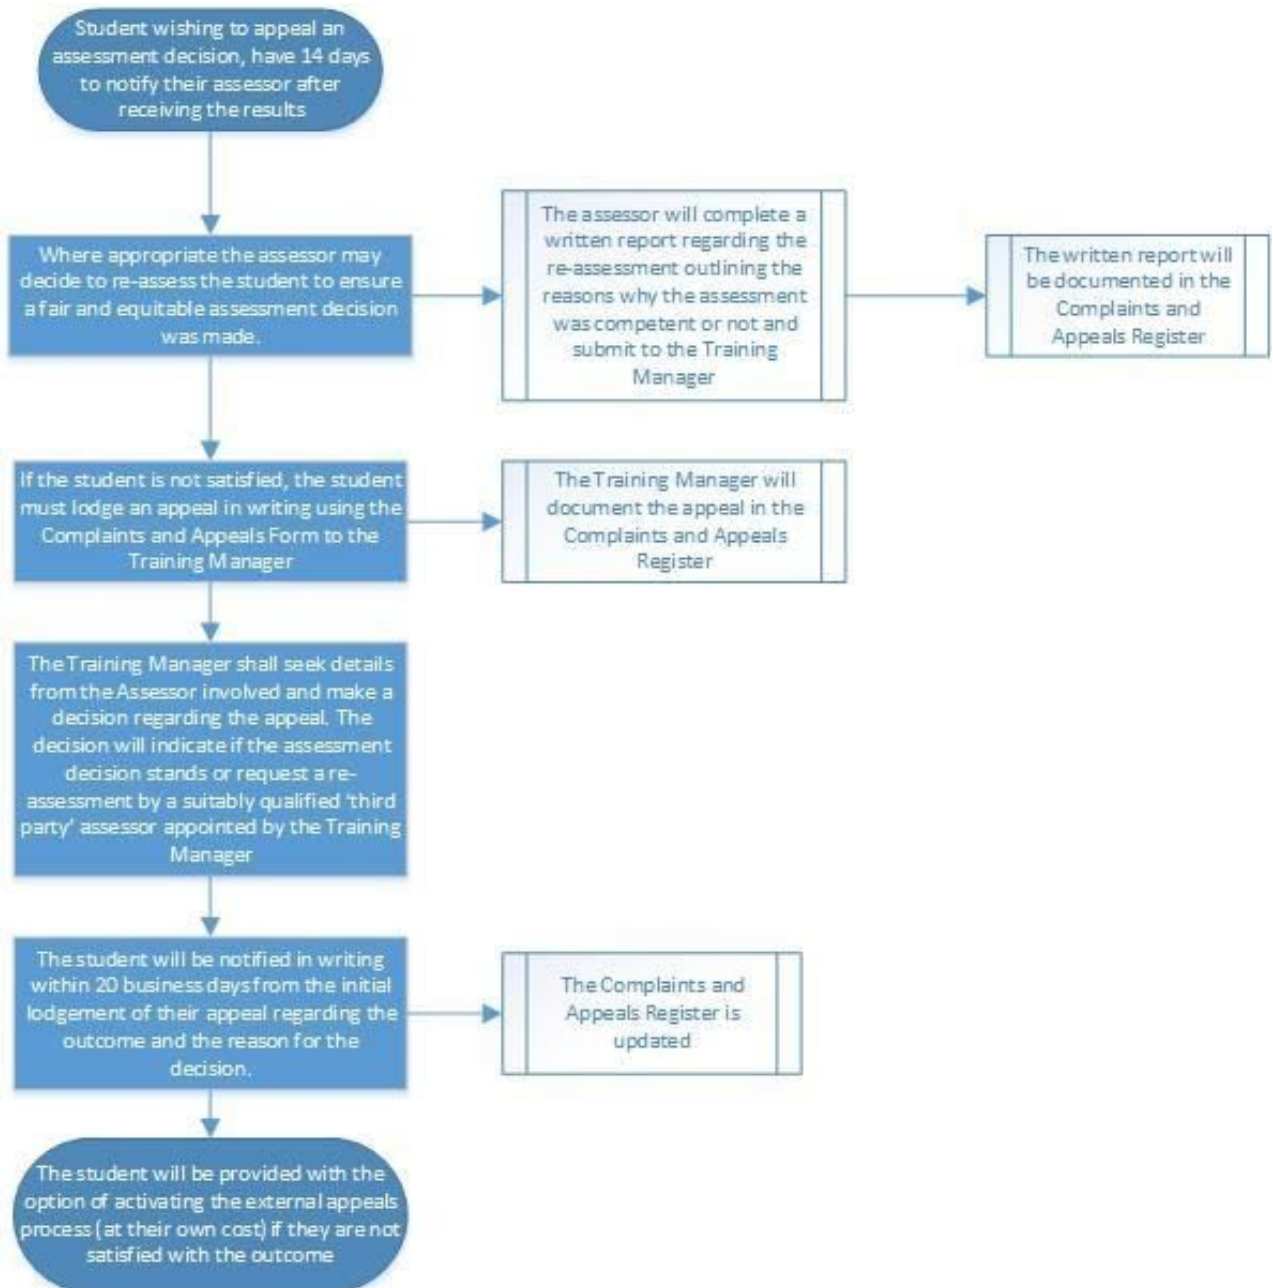 Student wishing to appeal an
assessment decision, have 14 days
to notify their assessor after
receiving the results
Where appropriate the assessor may
decide to re-assess the student to ensure
a fair and equitable assessment decision
was made.
The assessor will complete a
written report regarding the
re-assessment outlining the
reasons why the assessment
was competent or not and
submit to the Training
Manager
The written report will
be documented in the
Complaints and
Appeals Register
If the student is not satisfied, the student
must lodge an appeal in writing using the
Complaints and Appeals Form to the
Training Manager
The Training Manager will
document the appeal in the
Complaints and Appeals
Register
The Training Manager shall seek details
from the Assessor involved and make a
decision regarding the appeal. The
decision will indicate if the assessment
decision stands or request a re-
assessment by a suitably qualified ‘third
party’ assessor appointed by the Training
Manager
The student will be notified in writing
within 20 business days from the initial
lodgement of their appeal regarding the
outcome and the reason for the
decision.
The Complaints and
Appeals Register is
updated
The student will be provided with the
option of activating the external appeals
process (at their own cost) if they are not
satisfied with the outcome